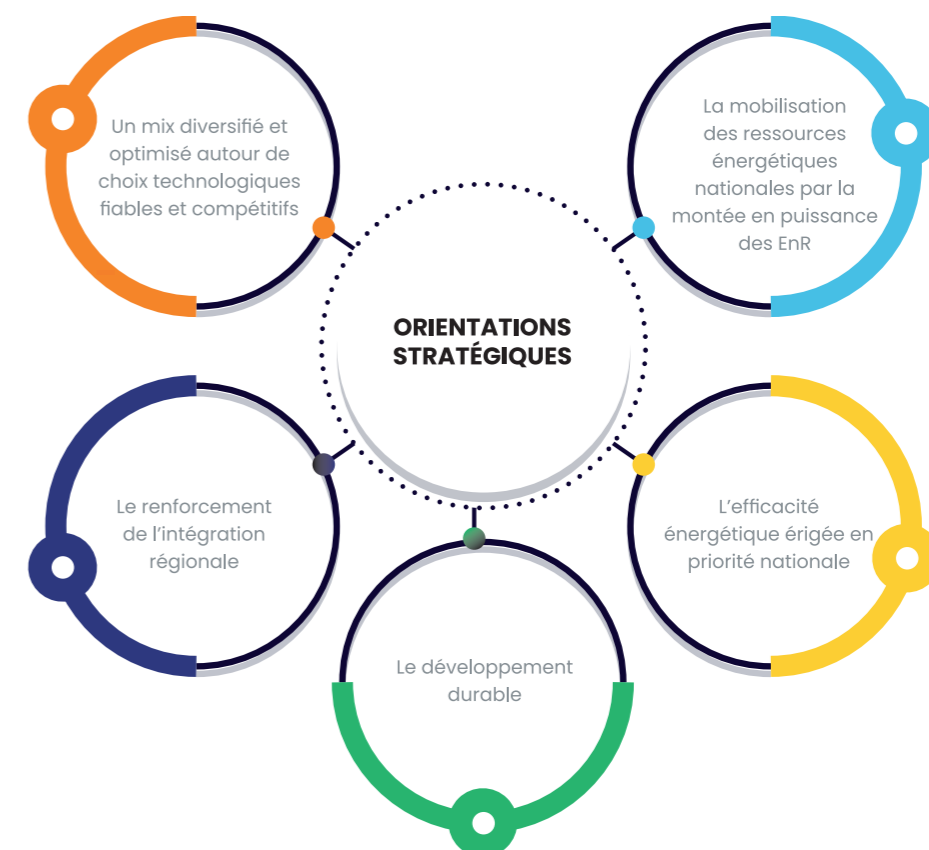 Un mix diversifié et
optimisé autour de
choix technologiques
fiables et compétitifs
La mobilisation
des ressources
énergétiques
nationales par la
montée en puissance
des EnR
ORIENTATIONS
STRATÉGIQUES
Le renforcement
de l'intégration
régionale
L'efficacité
énergétique érigée en
priorité nationale
Le développement
durable